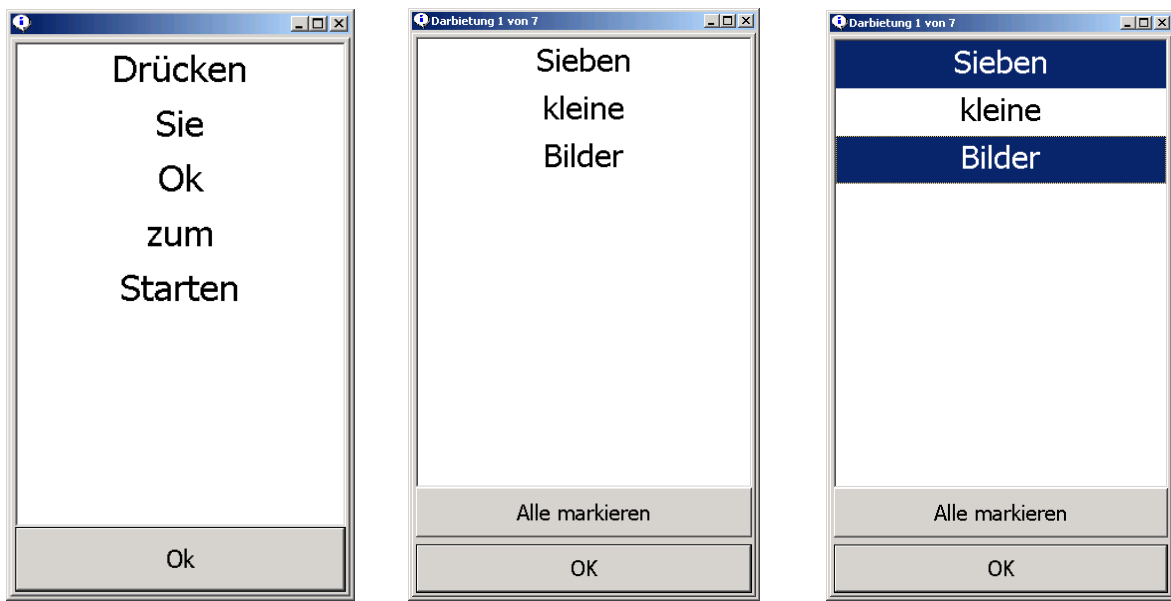 Drücken
Sie
Ok
zum
Starten
Ok
Darbietung 1 von 7
Sieben
kleine
Bilder
Alle markieren
OK
Darbietung 1 von 7
Sieben
kleine
Bilder
Alle markieren
OK